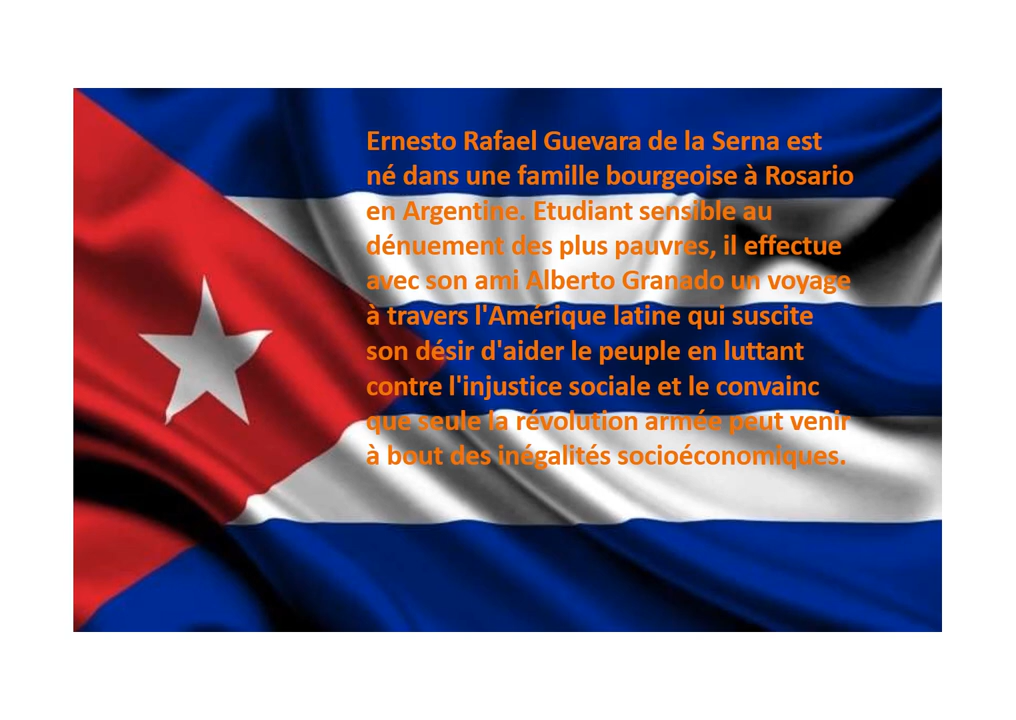 Ernesto Rafael Guevara de la Serna est
né dans une famille bourgeoise à Rosario
en Argentine. Etudiant sensible au
dénuement des plus pauvres, il effectue
avec son ami Alberto Granado un voyage
à travers l'Amérique latine qui suscite
son désir d'aider le peuple en luttant
contre l'injustice sociale et le convainc
que seule la révolution armée peut venir
à bout des inégalités socioéconomiques.